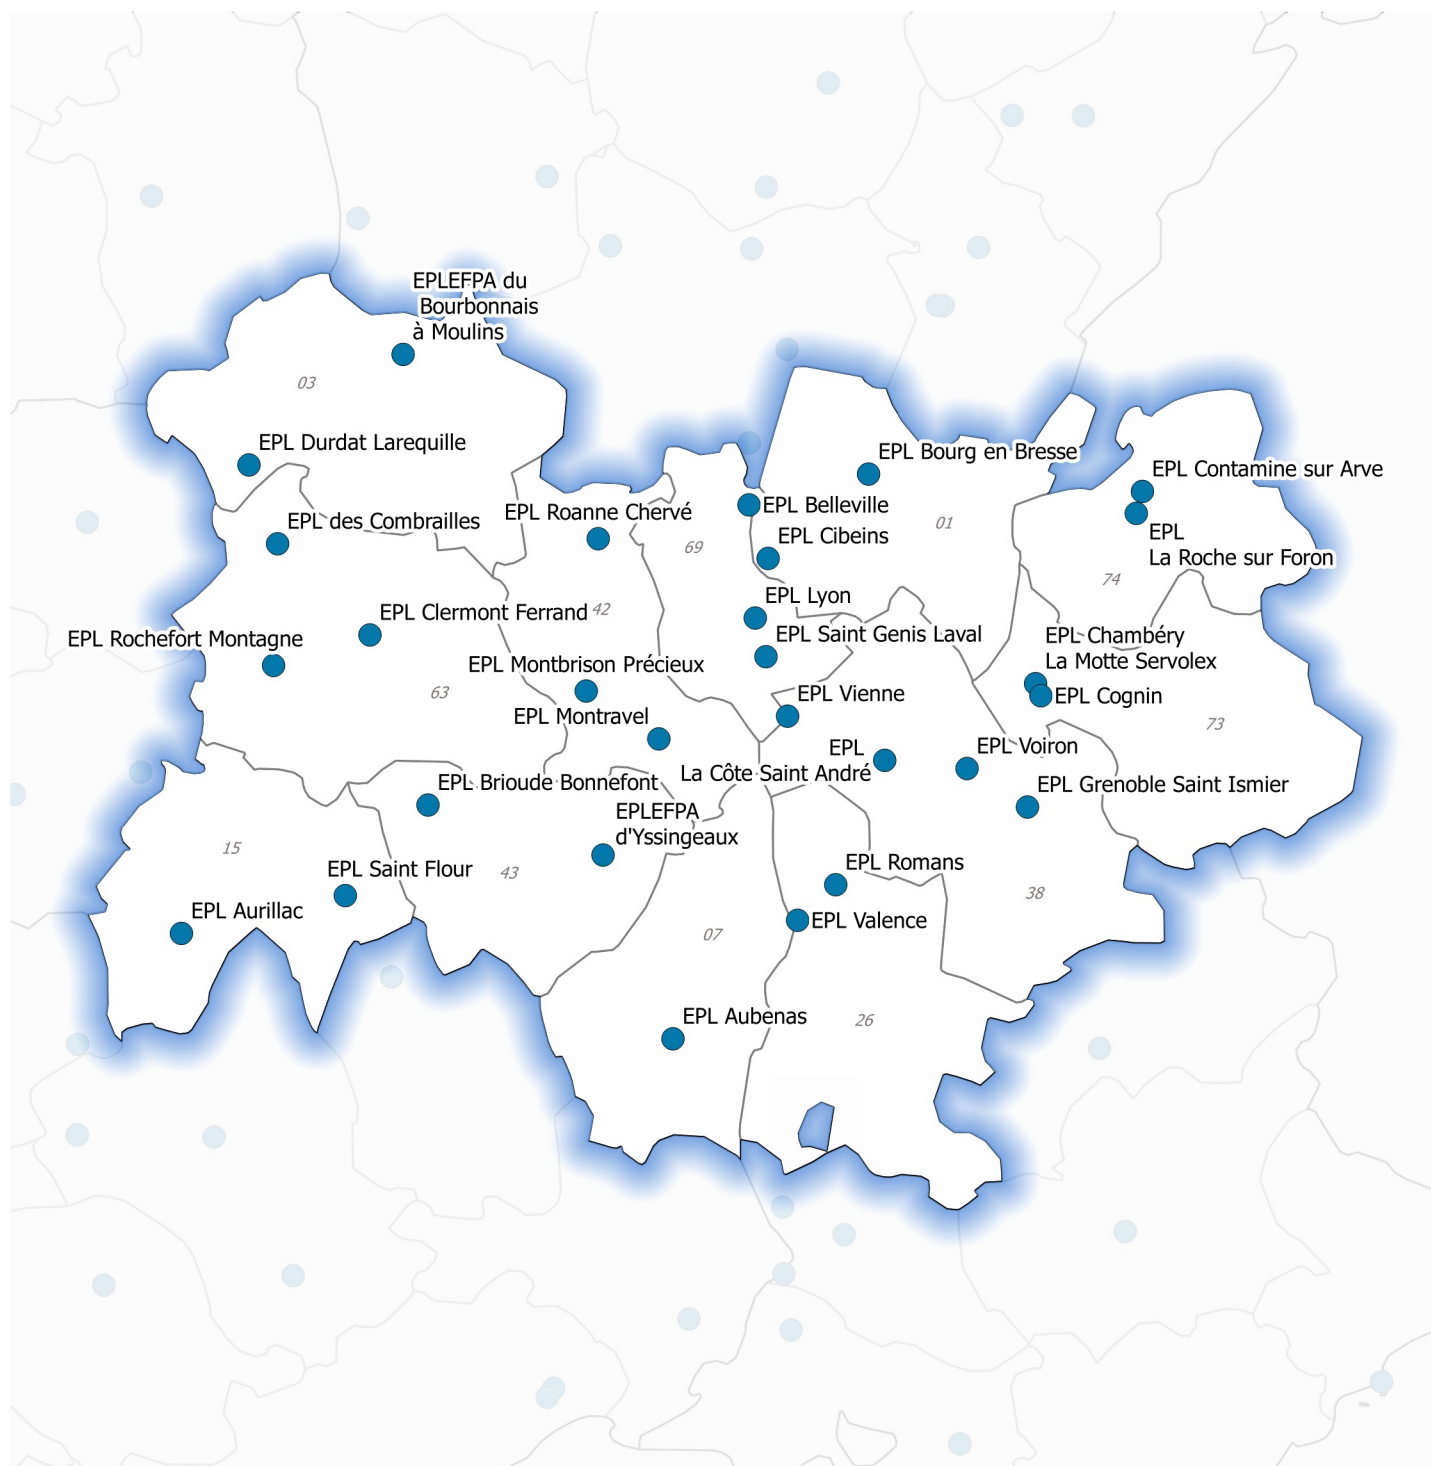 EPLEFPA du
Bourbonnais
à Moulins
03
EPL Durdat Larequille
EPL Bourg en Bresse
EPL Contamine sur Arve
EPL Belleville
EPL Roanne Chervé
EPL des Combrailles
01
EPL
La Roche sur Foron
EPL Cibeins
69
74
EPL Lyon
42
EPL Clermont Ferrand
EPL Saint Genis Laval
EPL Rochefort Montagne
EPL Chambéry
La Motte Servolex
EPL Montbrison Précieux
63
EPL Vienne
EPL Cognin
EPL Montravel
73
EPL
La Côte Saint André
EPL Voiron
EPL Brioude Bonnefont
EPL Grenoble Saint Ismier
EPLEFPA
d'Yssingeaux
15
EPL Saint Flour
43
EPL Romans
38
EPL Aurillac
EPL Valence
07
EPL Aubenas
26